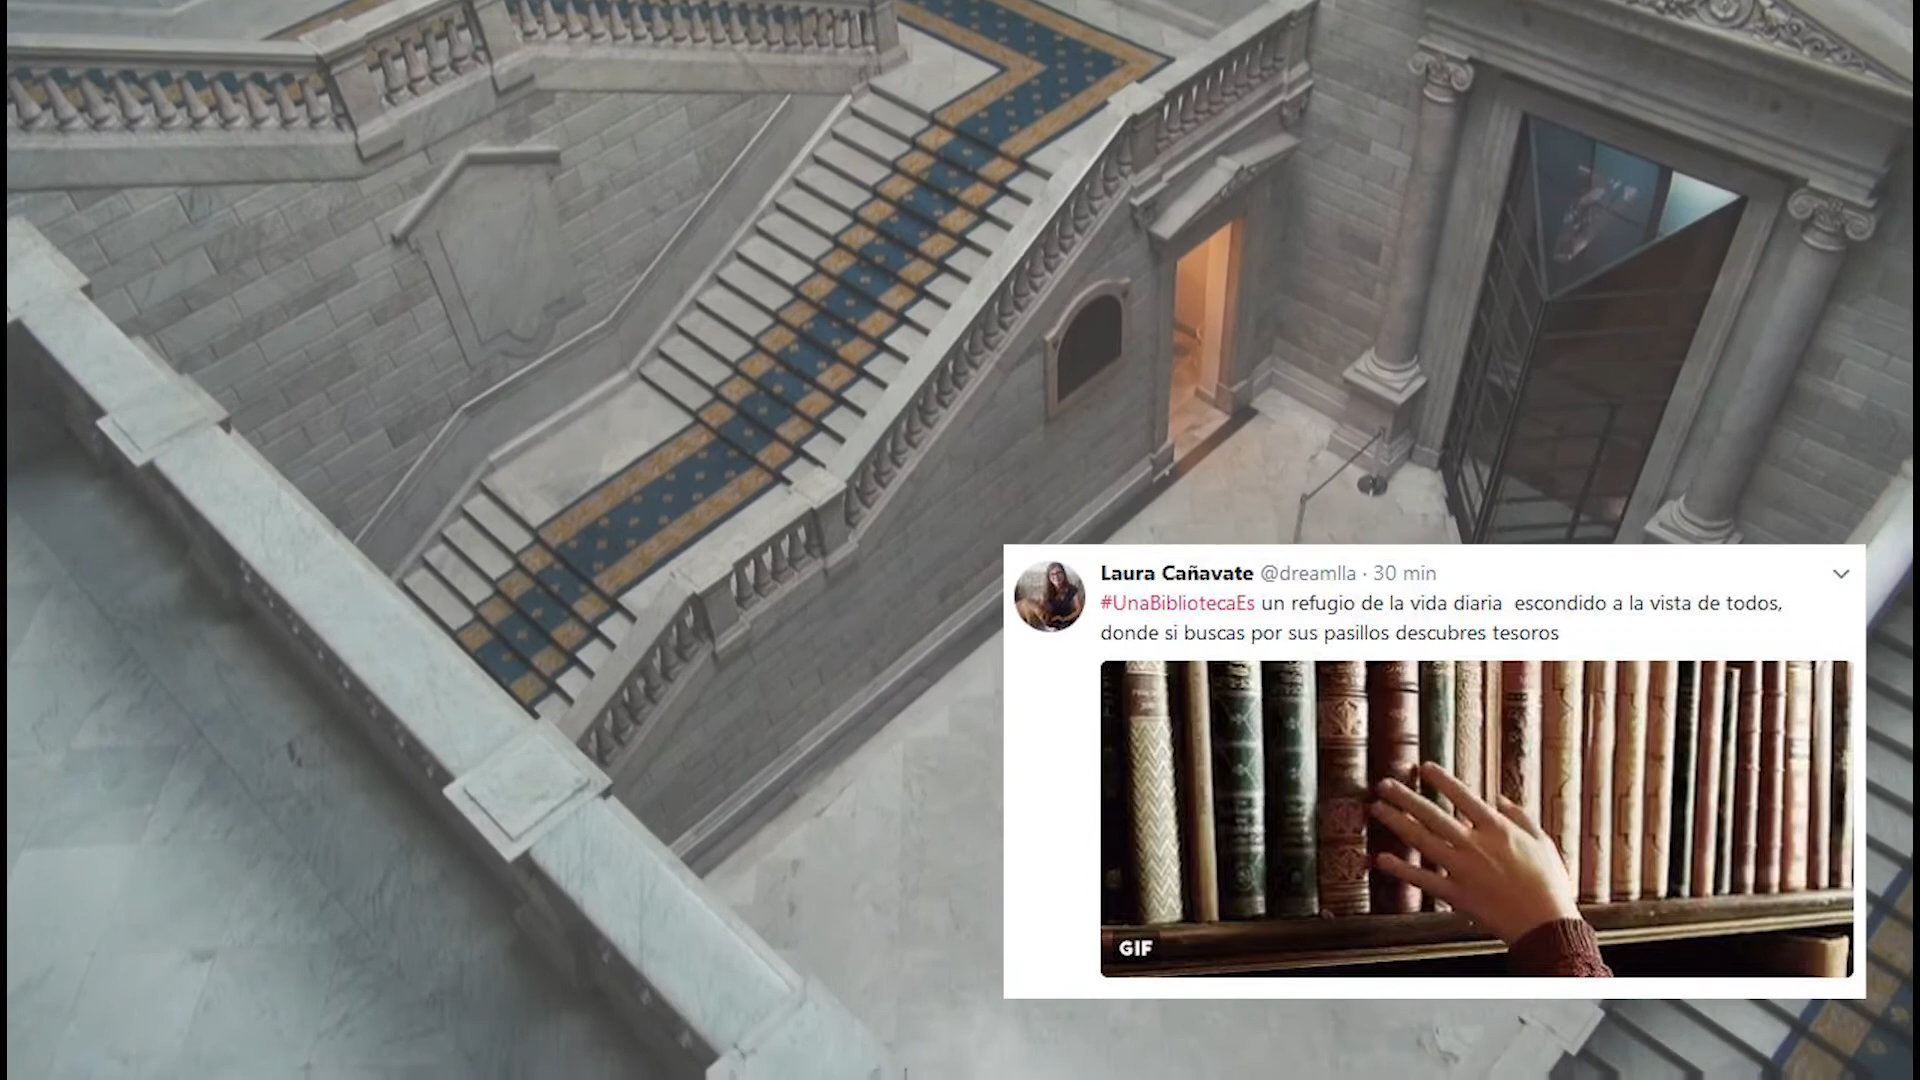 Laura Cañavate @dreamlla · 30 min
#UnaBibliotecaEs un refugio de la vida diaria escondido a la vista de todos,
donde si buscas por sus pasillos descubres tesoros
GIF